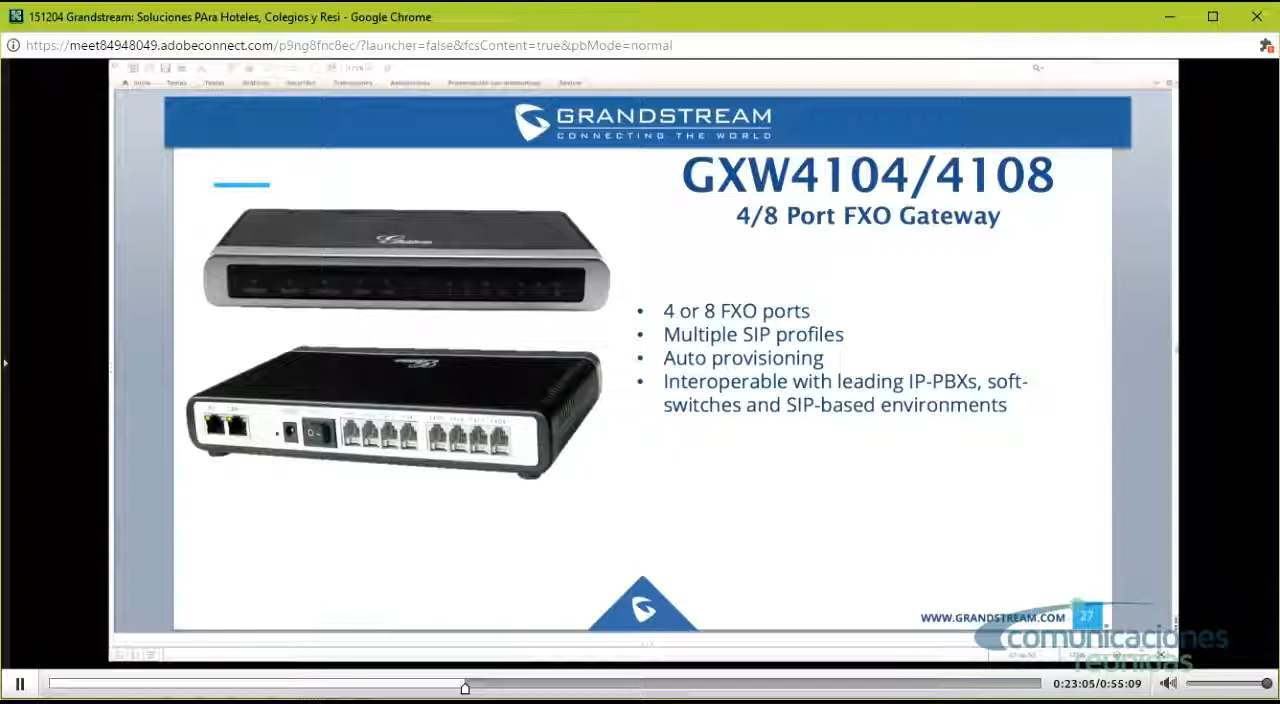 151204 Grandstream: Soluciones PAra Hoteles, Colegios y Resi - Google Chrome
https://meet84948049.adobeconnect.com/p9ng8fnc8ec/?launcher=false&fcsContent=true&pbMode=normal
GRANDSTREAM
CONNECTING THE WORLD
GXW4104/4108
4/8 Port FXO Gateway
• 4 or 8 FXO ports
• Multiple SIP profiles
• Auto provisioning
• Interoperable with leading IP-PBXs, soft-
switches and SIP-based environments
WWW.GRANDSTREAM.COM 27
comunicaciones
reunidas
0:23:05/0:55:09